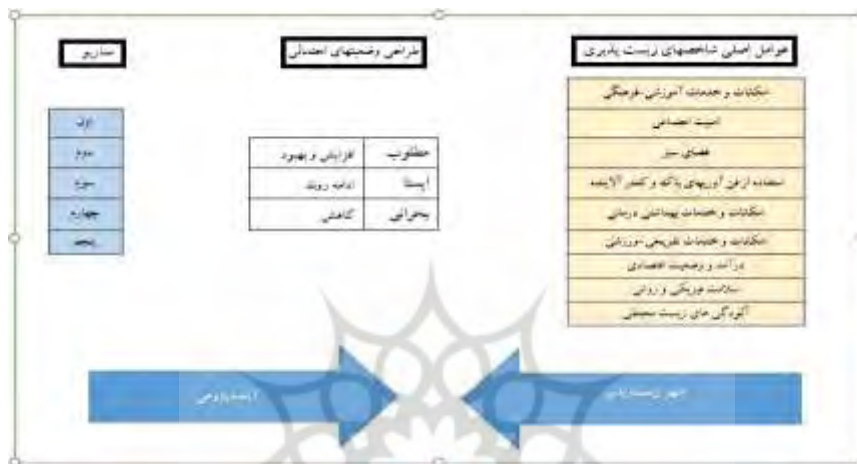 عوامل اصلی شاخصهای زیست پذیری
امکانات و خدمات آموزشی-فرهنگی
امنیت اجتماعی
فضای سبز
استفاده از فن آوریهای پاک و کمتر آلاینده
امکانات و خدمات بهداشتی درمانی
امکانات و خدمات تفریحی-ورزشی
درآمد و وضعیت اقتصادی
سلامت فیزیکی و روانی
آلودگی های زیست محیطی
طراحی وضعیتهای احتمالی
مطلوب افزایش و بهبود
ایستا ادامه روند
بحرانی کاهش
سناریو
اول
دوم
سوم
چهارم
پنجم
شهر